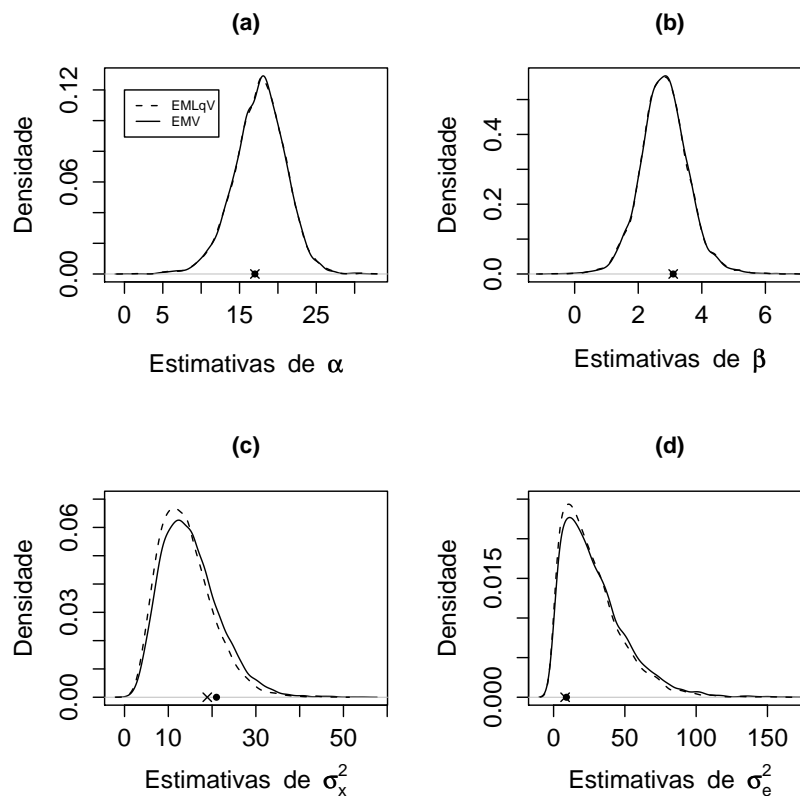 (a)
0.00 0.06 0.12
Densidade
EMLqV
EMV
0 5 15 25
Estimativas de α
(b)
0.0 0.2 0.4
Densidade
0 2 4 6
Estimativas de β
(c)
0.00 0.03 0.06
Densidade
0 10 30 50
Estimativas de σ²ₓ
(d)
0.000 0.015
Densidade
0 50 100 150
Estimativas de σ²ₑ